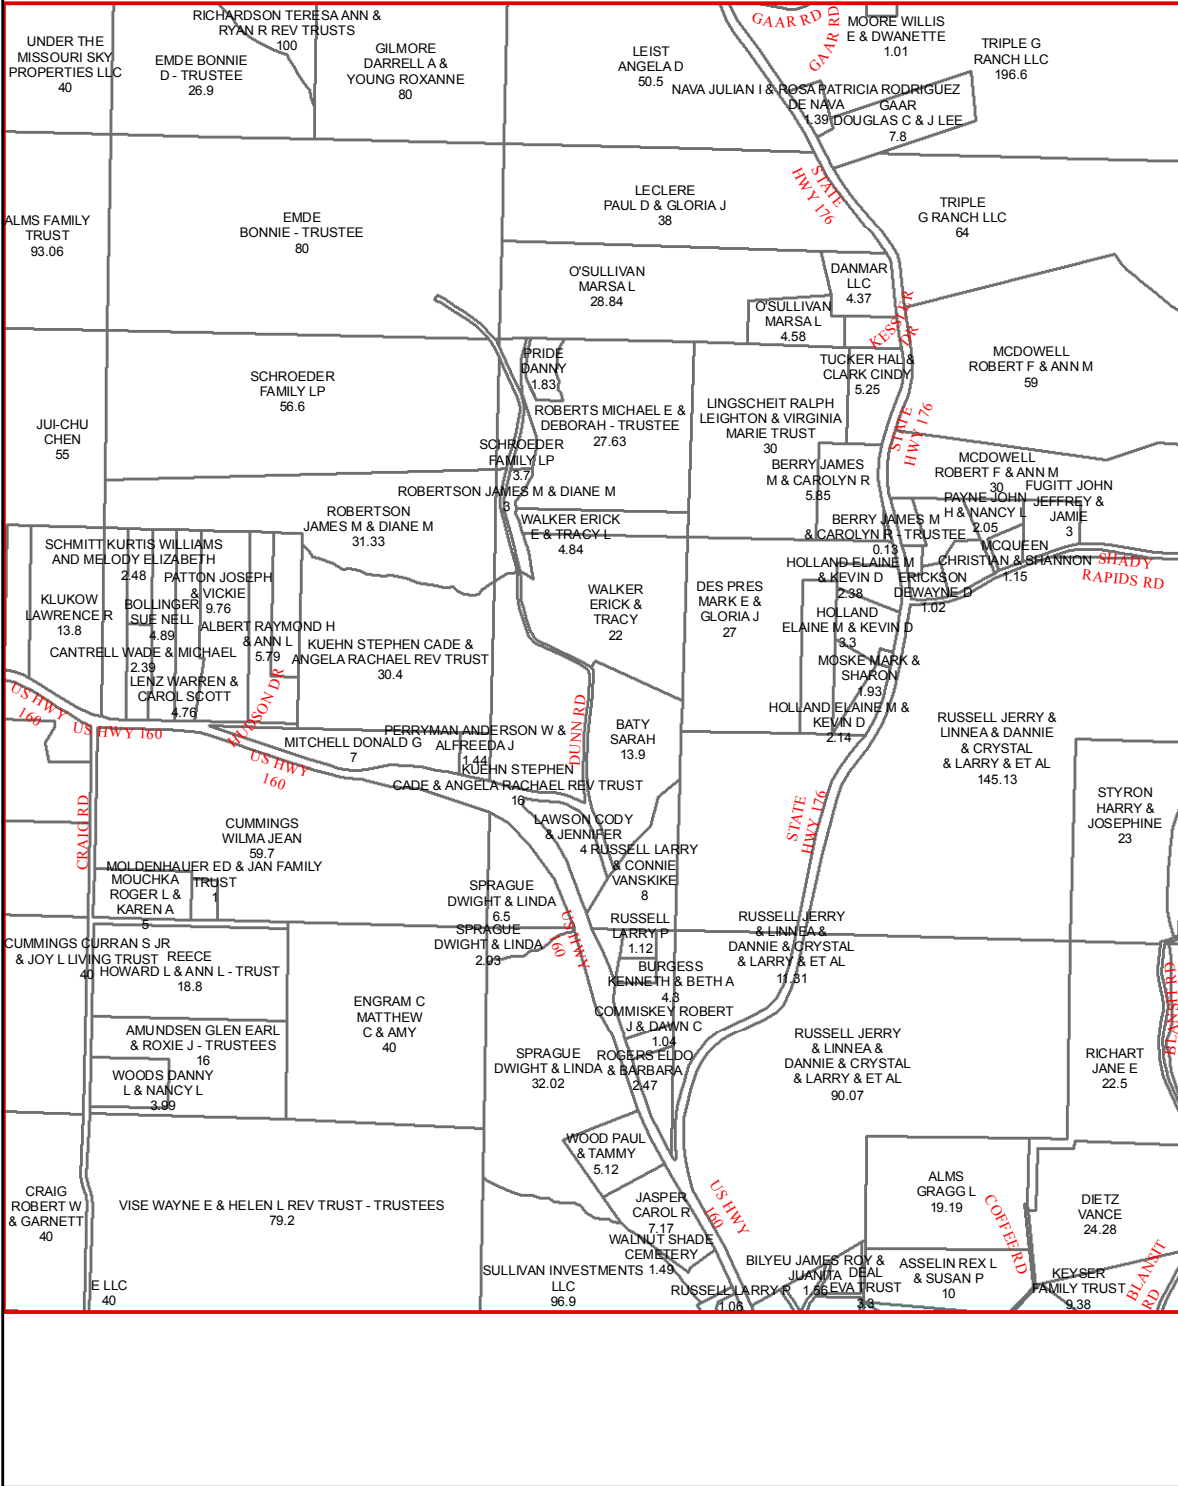 RICHARDSON TERESA ANN &
RYAN R REV TRUSTS
100
UNDER THE
MISSOURI SKY
PROPERTIES LLC
40
EMDE BONNIE
D - TRUSTEE
26.9
GILMORE
DARRELL A &
YOUNG ROXANNE
80
LEIST
ANGELA D
50.5
GAAR RD
GAAR RD
MOORE WILLIS
E & DWANETTE
1.01
TRIPLE G
RANCH LLC
196.6
NAVA JULIAN I & ROSA PATRICIA RODRIGUEZ
DE NAVA
1.39
GAAR
DOUGLAS C & J LEE
7.8
STATE
HWY 176
ALMS FAMILY
TRUST
93.06
EMDE
BONNIE - TRUSTEE
80
LECLERE
PAUL D & GLORIA J
38
TRIPLE
G RANCH LLC
64
O'SULLIVAN
MARSA L
28.84
DANMAR
LLC
4.37
O'SULLIVAN
MARSA L
4.58
KESSLER
DR
PRIDE
DANNY
1.83
TUCKER HAL &
CLARK CINDY
5.25
MCDOWELL
ROBERT F & ANN M
59
SCHROEDER
FAMILY LP
56.6
JUI-CHU
CHEN
55
ROBERTS MICHAEL E &
DEBORAH - TRUSTEE
27.63
LINGSCHEIT RALPH
LEIGHTON & VIRGINIA
MARIE TRUST
30
STATE
HWY 176
SCHROEDER
FAMILY LP
3.7
BERRY JAMES
M & CAROLYN R
5.85
MCDOWELL
ROBERT F & ANN M
30
FUGITT JOHN
JEFFREY &
JAMIE
3
ROBERTSON JAMES M & DIANE M
3
PAYNE JOHN
H & NANCY L
2.05
ROBERTSON
JAMES M & DIANE M
31.33
WALKER ERICK
E & TRACY L
4.84
BERRY JAMES M
& CAROLYN R - TRUSTEE
0.13
MCQUEEN
CHRISTIAN & SHANNON
1.15
SHADY
RAPIDS RD
SCHMITT KURTIS WILLIAMS
AND MELODY ELIZABETH
2.48
PATTON JOSEPH
& VICKIE
9.76
HOLLAND ELAINE M
& KEVIN D
2.38
ERICKSON
DEWAYNE D
1.02
KLUKOW
LAWRENCE R
13.8
BOLLINGER
SUE NELL
4.89
WALKER
ERICK &
TRACY
22
DES PRES
MARK E &
GLORIA J
27
HOLLAND
ELAINE M & KEVIN D
3.3
ALBERT RAYMOND H
& ANN L
5.79
KUEHN STEPHEN CADE &
ANGELA RACHAEL REV TRUST
30.4
CANTRELL WADE & MICHAEL
2.39
MOSKE MARK &
SHARON
1.93
LENZ WARREN &
CAROL SCOTT
4.76
HOLLAND ELAINE M &
KEVIN D
2.14
US HWY
160
US HWY 160
HUDSON DR
US HWY
160
DUNN RD
MITCHELL DONALD G
7
PERRYMAN ANDERSON W &
ALFREEDA J
1.44
BATY
SARAH
13.9
RUSSELL JERRY &
LINNEA & DANNIE
& CRYSTAL
& LARRY & ET AL
145.13
KUEHN STEPHEN
CADE & ANGELA RACHAEL REV TRUST
16
STYRON
HARRY &
JOSEPHINE
23
STATE
HWY 176
CRAIG RD
CUMMINGS
WILMA JEAN
59.7
LAWSON CODY
& JENNIFER
4
RUSSELL LARRY
& CONNIE
VANSKIKE
8
MOLDENHAUER ED & JAN FAMILY
TRUST
1
MOUCHKA
ROGER L &
KAREN A
5
SPRAGUE
DWIGHT & LINDA
6.5
SPRAGUE
DWIGHT & LINDA
2.03
US HWY
160
RUSSELL
LARRY P
1.12
RUSSELL JERRY
& LINNEA &
DANNIE & CRYSTAL
& LARRY & ET AL
11.31
CUMMINGS CURRAN S JR
& JOY L LIVING TRUST
40
REECE
HOWARD L & ANN L - TRUST
18.8
BURGESS
KENNETH & BETH A
4.3
BLANSIT RD
ENGRAM C
MATTHEW
C & AMY
40
COMMISKEY ROBERT
J & DAWN C
1.04
AMUNDSEN GLEN EARL
& ROXIE J - TRUSTEES
16
SPRAGUE
DWIGHT & LINDA
32.02
ROGERS ELDO
& BARBARA
2.47
RUSSELL JERRY
& LINNEA &
DANNIE & CRYSTAL
& LARRY & ET AL
90.07
RICHART
JANE E
22.5
WOODS DANNY
L & NANCY L
3.99
WOOD PAUL
& TAMMY
5.12
CRAIG
ROBERT W
& GARNETT
40
VISE WAYNE E & HELEN L REV TRUST - TRUSTEES
79.2
JASPER
CAROL R
7.17
US HWY
160
ALMS
GRAGG L
19.19
COFFEE RD
DIETZ
VANCE
24.28
WALNUT SHADE
CEMETERY
1.49
BLANSIT
RD
E LLC
40
SULLIVAN INVESTMENTS
LLC
96.9
RUSSELL LARRY P
1.06
BILYEU JAMES ROY &
JUANITA
1.56
DEAL
EVA TRUST
3.3
ASSELIN REX L
& SUSAN P
10
KEYSER
FAMILY TRUST
9.38